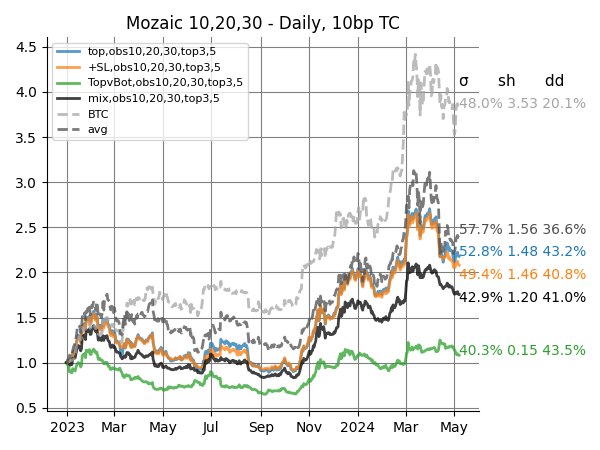 Mozaic 10,20,30 - Daily, 10bp TC
4.5
4.0
3.5
3.0
2.5
2.0
1.5
1.0
0.5
top,obs10,20,30,top3,5
+SL,obs10,20,30,top3,5
TopvBot,obs10,20,30,top3,5
mix,obs10,20,30,top3,5
BTC
avg
σ sh dd
48.0% 3.53 20.1%
57.7% 1.56 36.6%
52.8% 1.48 43.2%
49.4% 1.46 40.8%
42.9% 1.20 41.0%
40.3% 0.15 43.5%
2023 Mar May Jul Sep Nov 2024 Mar May